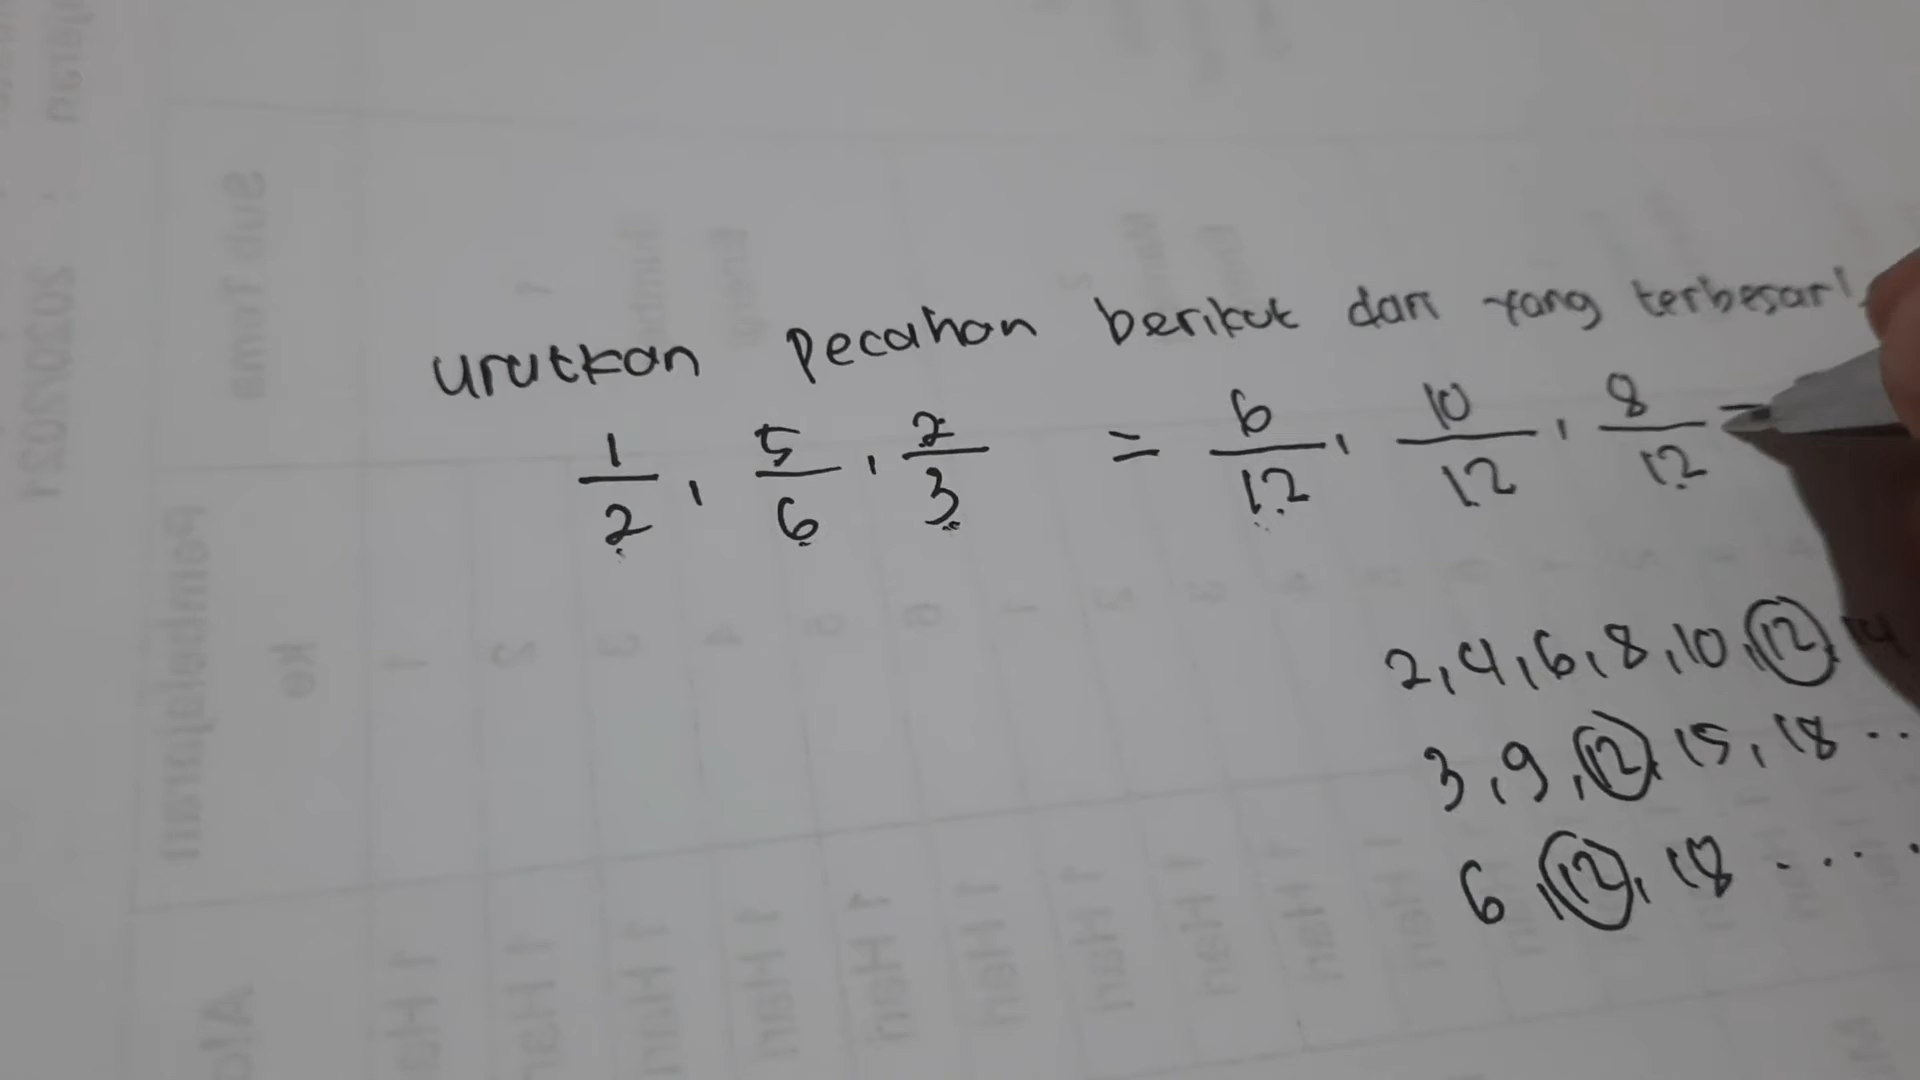 urutkan pecahan berikut dari yang terbesar!
1/2, 5/6, 2/3 = 6/12, 10/12, 8/12 =
2, 4, 6, 8, 10, 12, 14
3, 9, 12, 15, 18 ..
6, 12, 18 .....